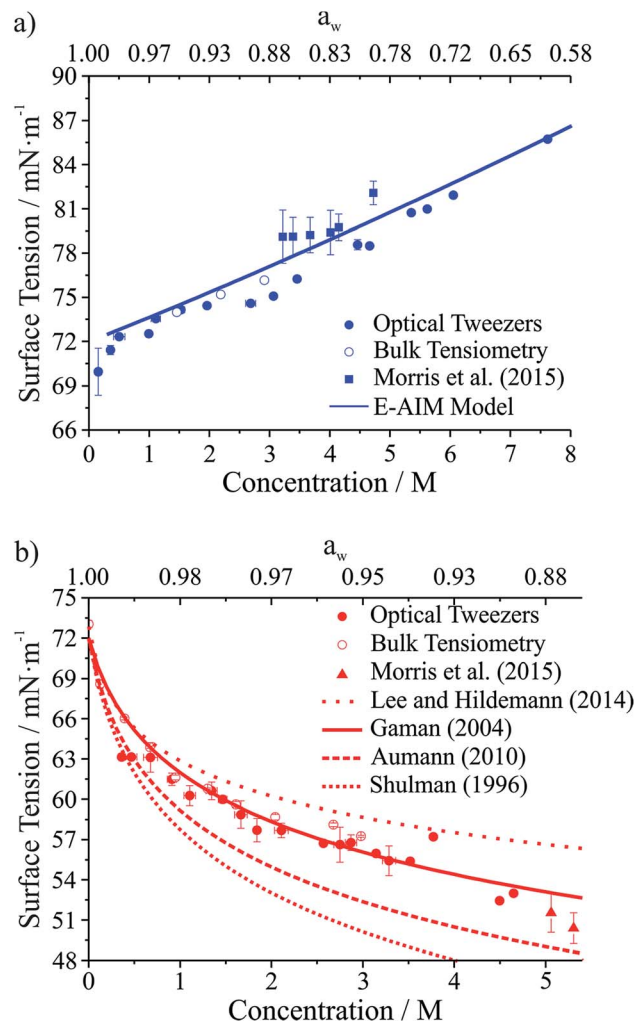 a)
a_w
1.00 0.97 0.93 0.88 0.83 0.78 0.72 0.65 0.58
90
87
84
81
78
75
72
69
66
Surface Tension / mN·m⁻¹
Optical Tweezers
Bulk Tensiometry
Morris et al. (2015)
E-AIM Model
0 1 2 3 4 5 6 7 8
Concentration / M
b)
a_w
1.00 0.98 0.97 0.95 0.93 0.88
75
72
69
66
63
60
57
54
51
48
Surface Tension / mN·m⁻¹
Optical Tweezers
Bulk Tensiometry
Morris et al. (2015)
Lee and Hildemann (2014)
Gaman (2004)
Aumann (2010)
Shulman (1996)
0 1 2 3 4 5
Concentration / M